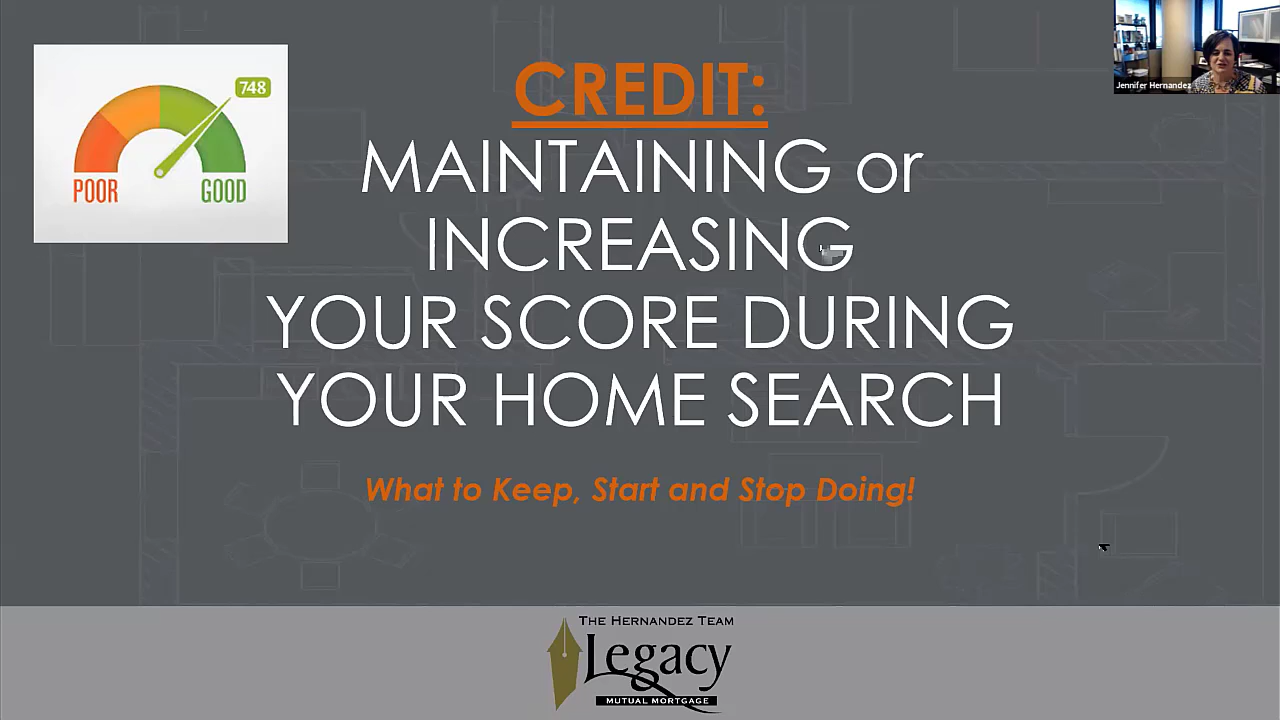 CREDIT:
MAINTAINING or
INCREASING
YOUR SCORE DURING
YOUR HOME SEARCH
What to Keep, Start and Stop Doing!
748
POOR
GOOD
Jennifer Hernandez
THE HERNANDEZ TEAM
Legacy
MUTUAL MORTGAGE